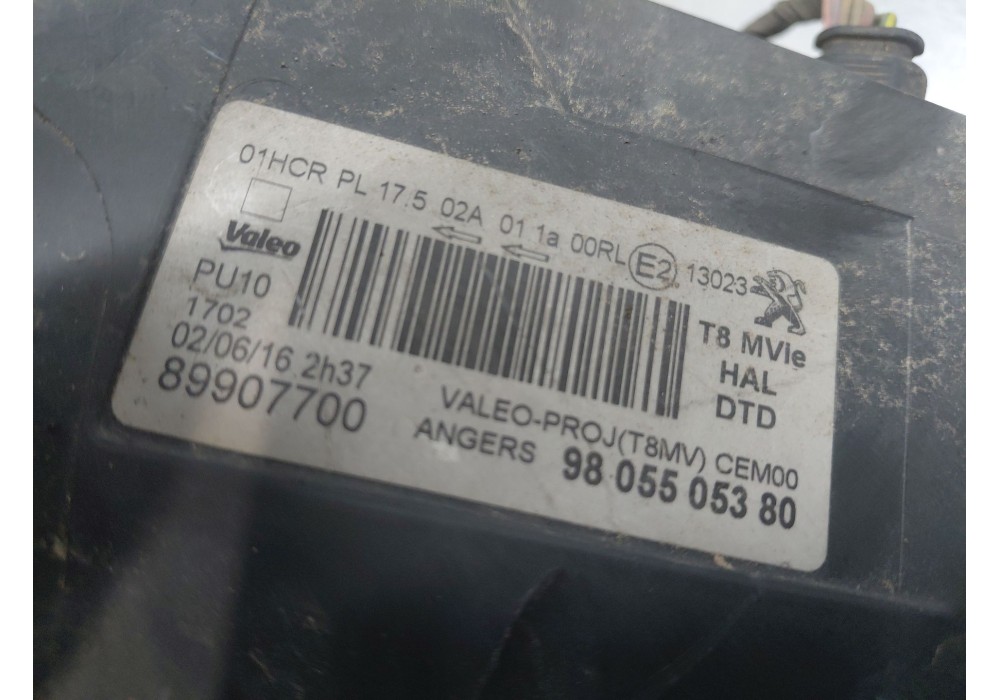 01HCR PL 17.5 02A 01 1a 00RL E2 13023
Valeo
PU10
1702
02/06/16 2h37
89907700
T8 MVie
HAL
DTD
VALEO-PROJ(T8MV) CEM00
ANGERS 98 055 053 80